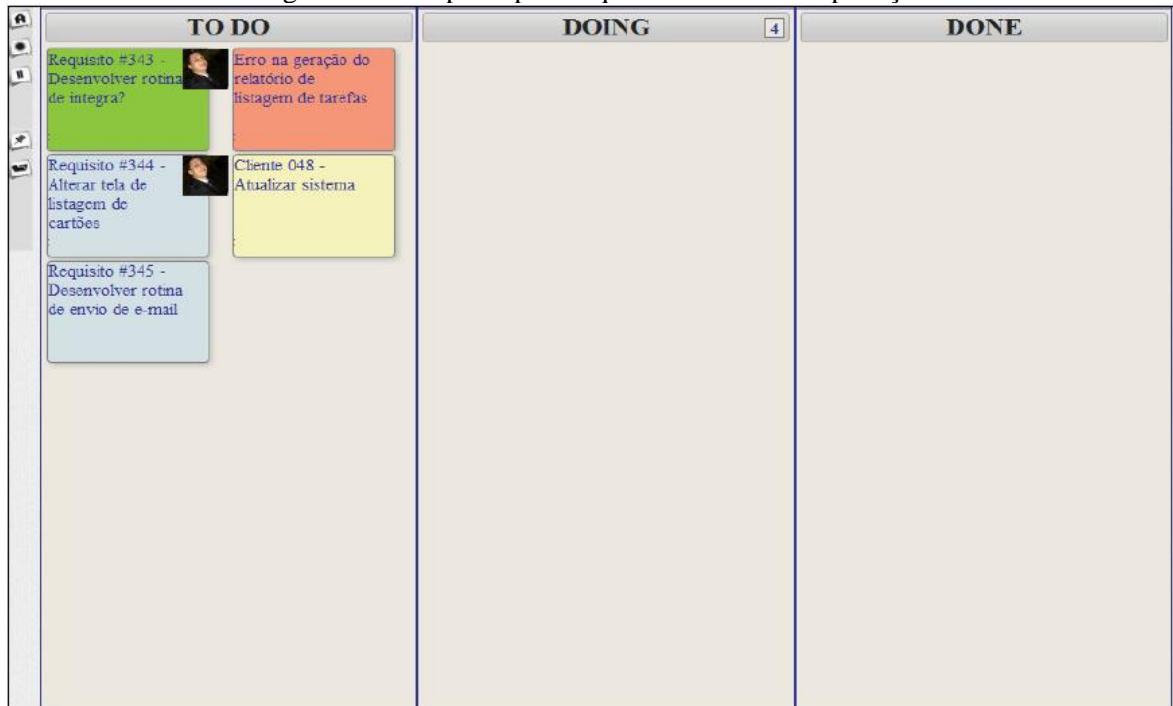 TO DO
DOING
4
DONE
Requisito #343 -
Desenvolver rotina
de integra?
:
Erro na geração do
relatório de
listagem de tarefas
:
Requisito #344 -
Alterar tela de
listagem de
cartões
:
Cliente 048 -
Atualizar sistema
:
Requisito #345 -
Desenvolver rotina
de envio de e-mail